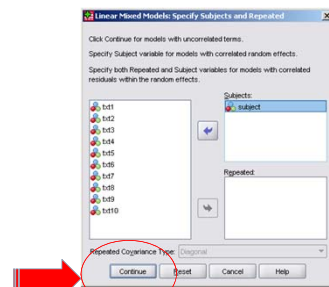 Linear Mixed Models: Specify Subjects and Repeated
Click Continue for models with uncorrelated terms.
Specify Subject variable for models with correlated random effects.
Specify both Repeated and Subject variables for models with correlated
residuals within the random effects.
Subjects:
txt1
txt2
txt3
txt4
txt5
txt6
txt7
txt8
txt9
txt10
subject
Repeated:
Repeated Covariance Type: Diagonal
Continue Reset Cancel Help